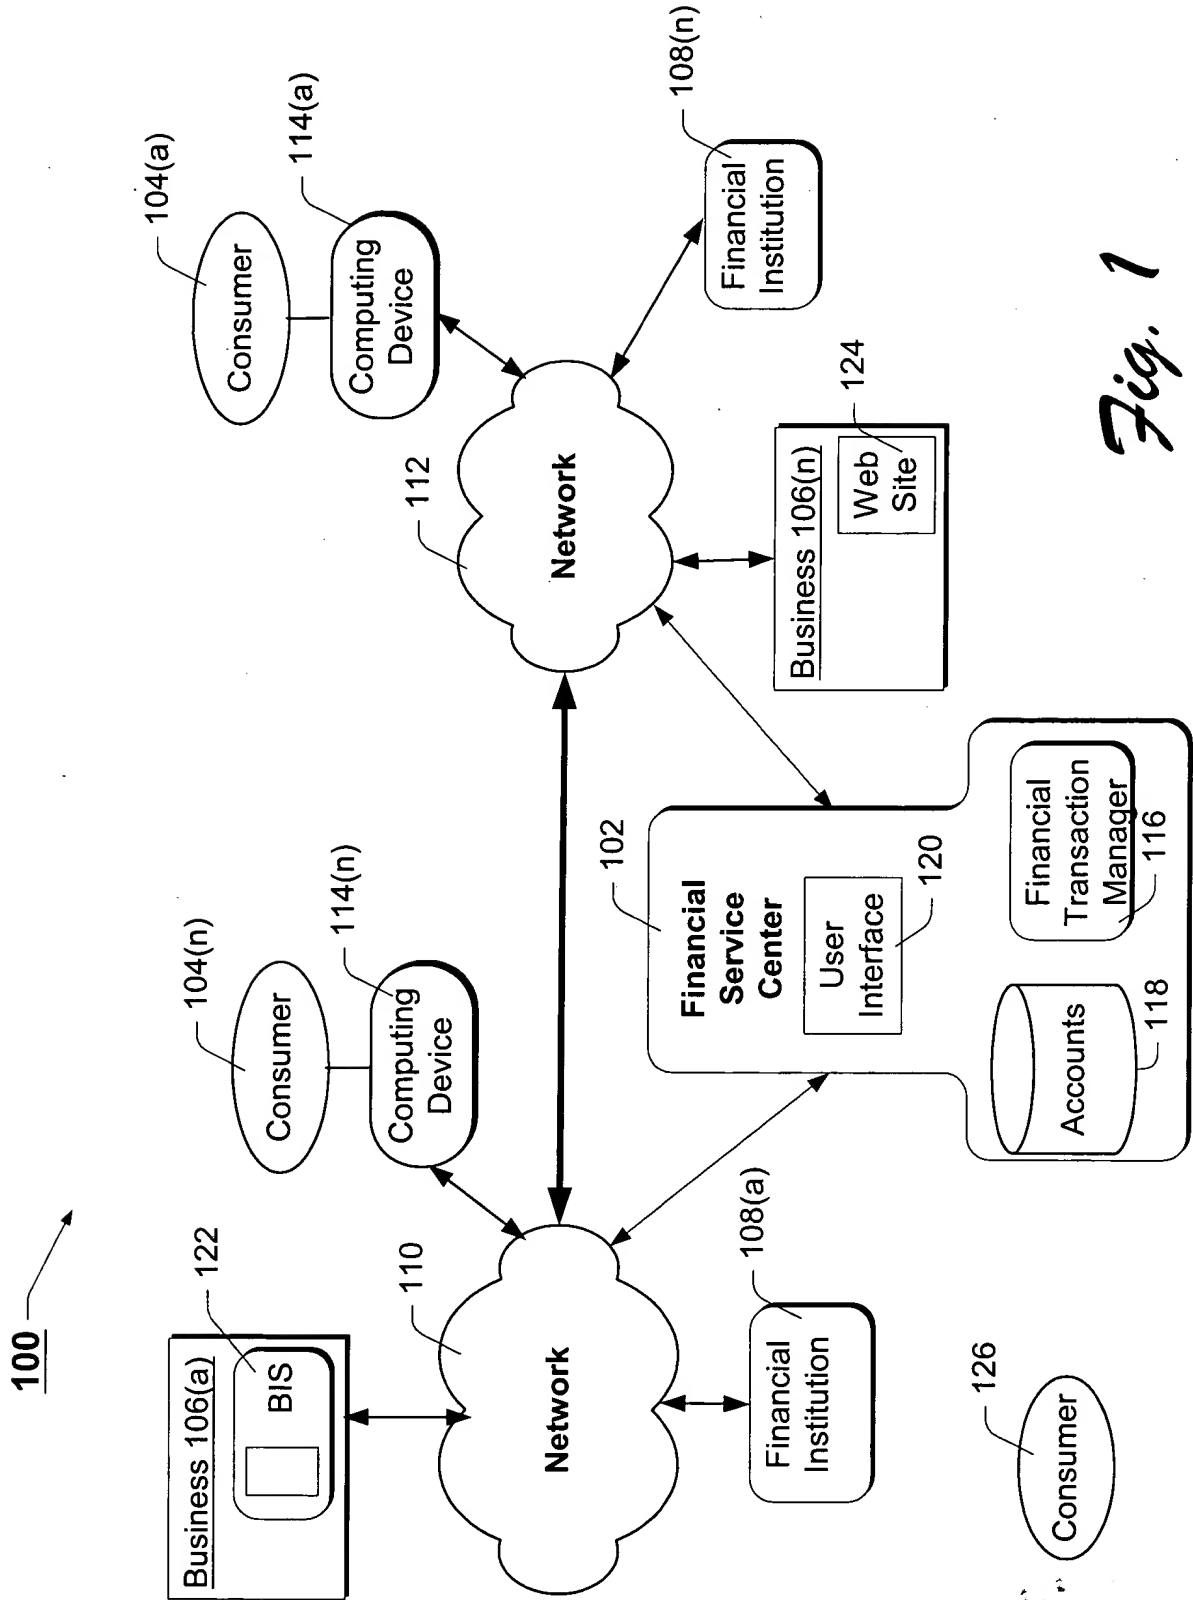 100
Business 106(a)
BIS
122
Consumer
104(n)
Computing
Device
114(n)
Consumer
104(a)
Computing
Device
114(a)
Network
110
Network
112
Financial
Institution
108(a)
Financial
Service
Center
102
User
Interface
120
Accounts
118
Financial
Transaction
Manager
116
Business 106(n)
Web
Site
124
Financial
Institution
108(n)
Consumer
126
Fig. 1